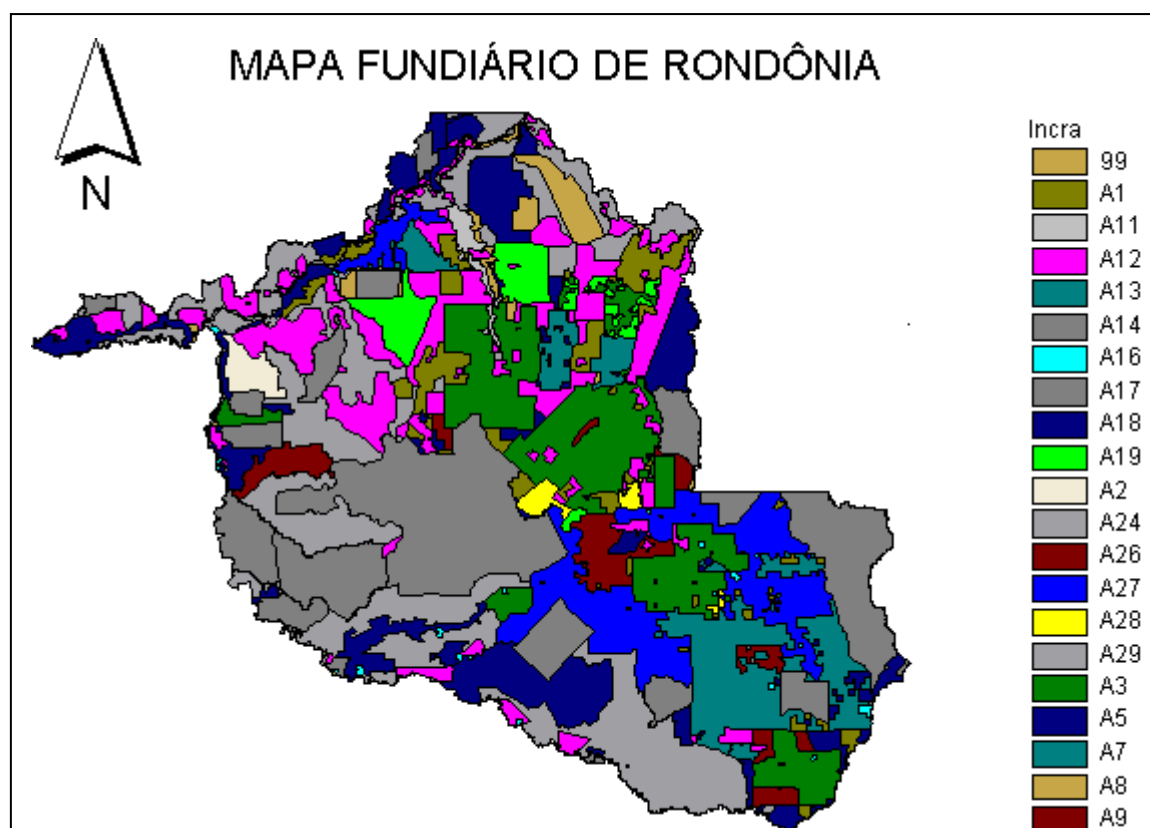 MAPA FUNDIÁRIO DE RONDÔNIA
N
Incra
99
A1
A11
A12
A13
A14
A16
A17
A18
A19
A2
A24
A26
A27
A28
A29
A3
A5
A7
A8
A9